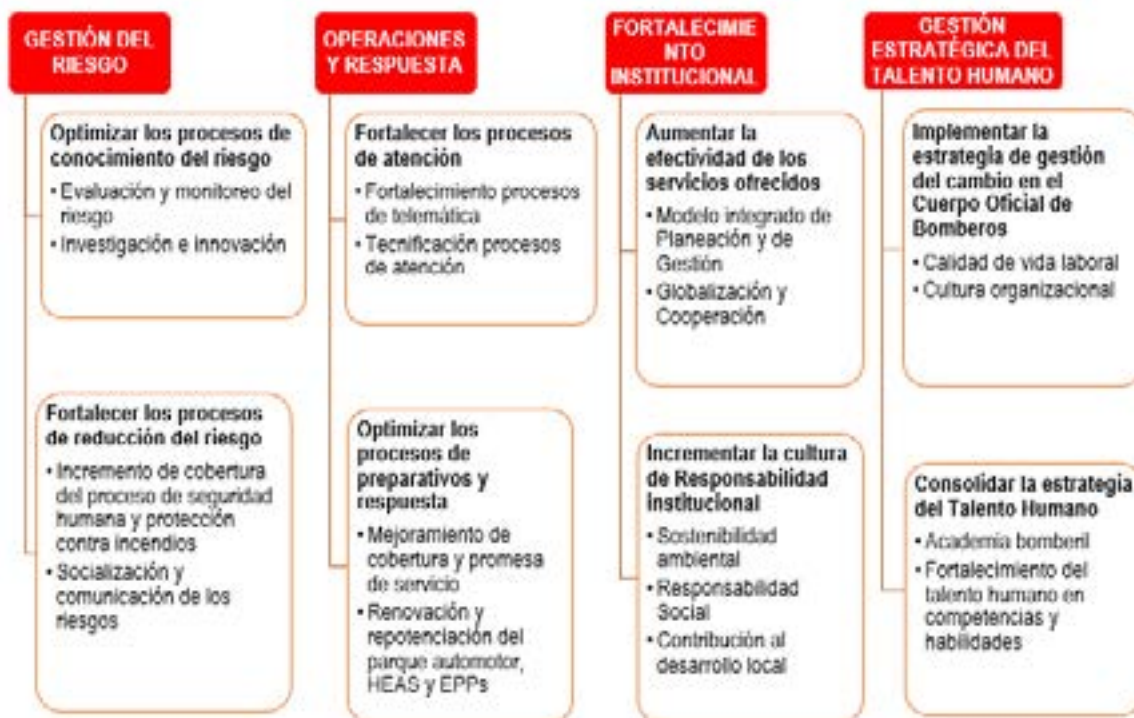 GESTIÓN DEL
RIESGO
Optimizar los procesos de
conocimiento del riesgo
• Evaluación y monitoreo del
riesgo
• Investigación e innovación
Fortalecer los procesos
de reducción del riesgo
• Incremento de cobertura
del proceso de seguridad
humana y protección
contra incendios
• Socialización y
comunicación de los
riesgos
OPERACIONES
Y RESPUESTA
Fortalecer los procesos
de atención
• Fortalecimiento procesos
de telemática
• Tecnificación procesos
de atención
Optimizar los
procesos de
preparativos y
respuesta
• Mejoramiento de
cobertura y promesa
de servicio
• Renovación y
repotenciación del
parque automotor,
HEAS y EPPs
FORTALECIMIE
NTO
INSTITUCIONAL
Aumentar la
efectividad de los
servicios ofrecidos
• Modelo integrado de
Planeación y de
Gestión
• Globalización y
Cooperación
Incrementar la cultura
de Responsabilidad
Institucional
• Sostenibilidad
ambiental
• Responsabilidad
Social
• Contribución al
desarrollo local
GESTIÓN
ESTRATÉGICA DEL
TALENTO HUMANO
Implementar la
estrategia de gestión
del cambio en el
Cuerpo Oficial de
Bomberos
• Calidad de vida laboral
• Cultura organizacional
Consolidar la estrategia
del Talento Humano
• Academia bomberil
• Fortalecimiento del
talento humano en
competencias y
habilidades